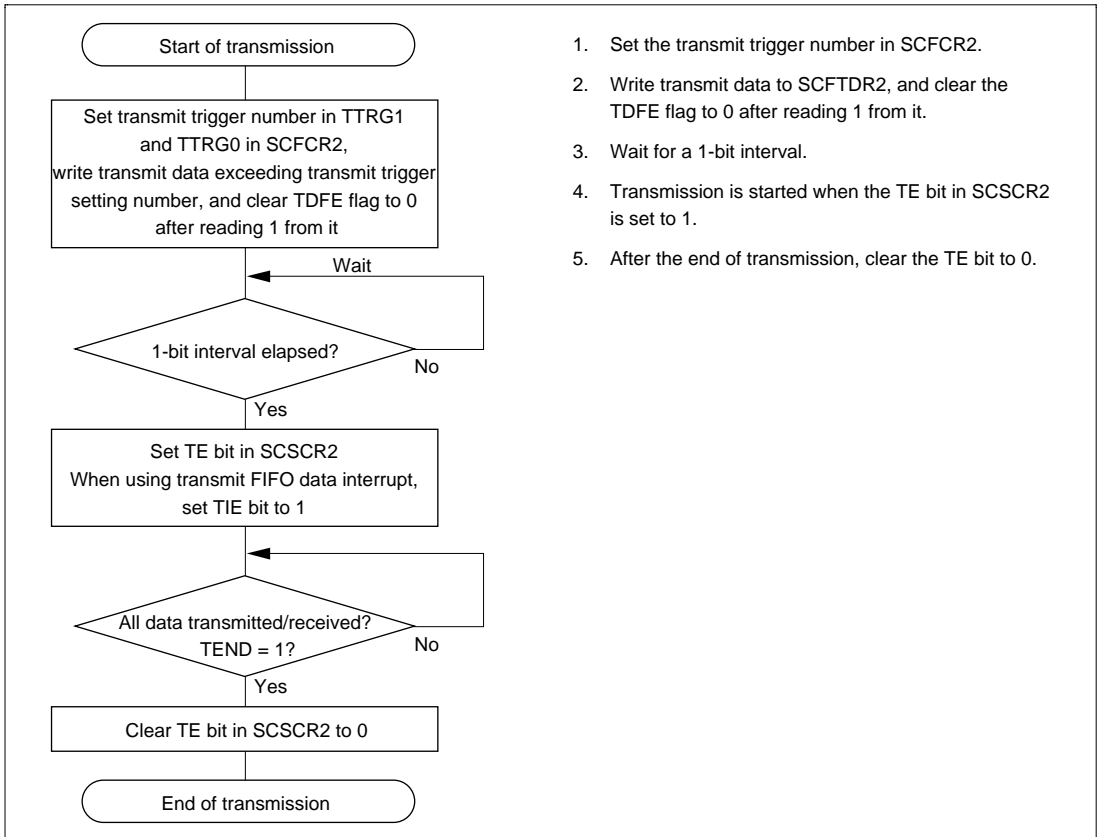 Start of transmission
Set transmit trigger number in TTRG1
and TTRG0 in SCFCR2,
write transmit data exceeding transmit trigger
setting number, and clear TDFE flag to 0
after reading 1 from it
Wait
1-bit interval elapsed?
No
Yes
Set TE bit in SCSCR2
When using transmit FIFO data interrupt,
set TIE bit to 1
All data transmitted/received?
TEND = 1?
No
Yes
Clear TE bit in SCSCR2 to 0
End of transmission
1. Set the transmit trigger number in SCFCR2.
2. Write transmit data to SCFTDR2, and clear the
TDFE flag to 0 after reading 1 from it.
3. Wait for a 1-bit interval.
4. Transmission is started when the TE bit in SCSCR2
is set to 1.
5. After the end of transmission, clear the TE bit to 0.